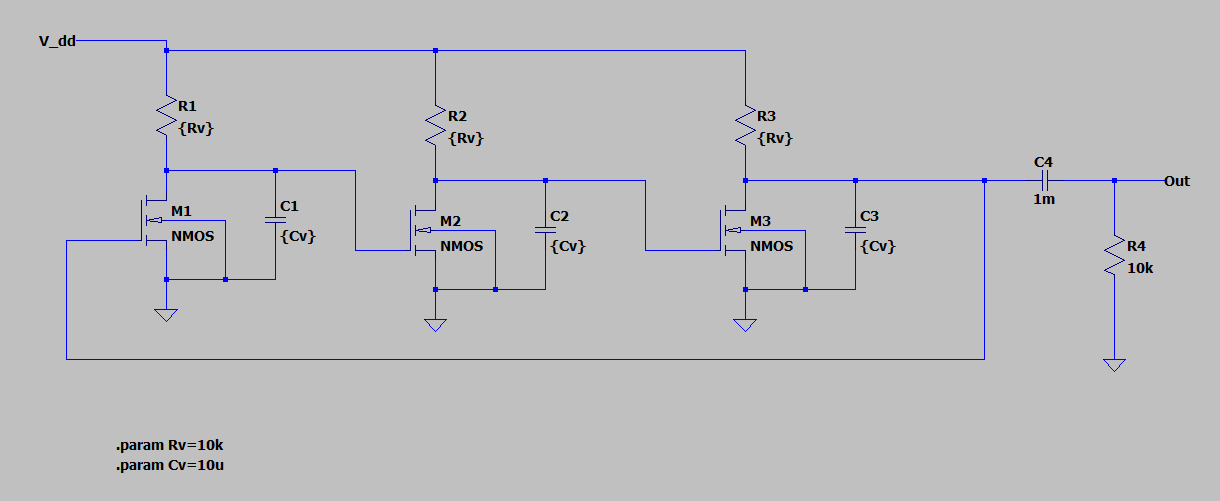 V_dd
R1
{Rv}
R2
{Rv}
R3
{Rv}
C4
1m
Out
M1
NMOS
C1
{Cv}
M2
NMOS
C2
{Cv}
M3
NMOS
C3
{Cv}
R4
10k
.param Rv=10k
.param Cv=10u